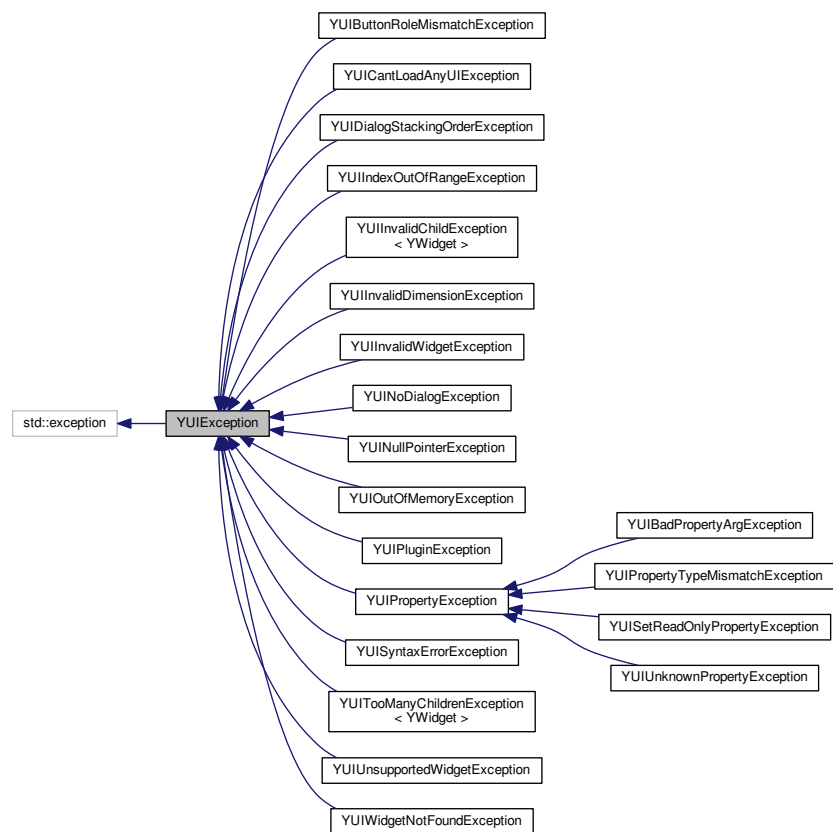 YUIButtonRoleMismatchException
YUICantLoadAnyUIException
YUIDialogStackingOrderException
YUIIndexOutOfRangeException
YUIInvalidChildException
< YWidget >
YUIInvalidDimensionException
YUIInvalidWidgetException
YUINoDialogException
std::exception
YUIException
YUINullPointerException
YUIOutOfMemoryException
YUIPluginException
YUIPropertyException
YUIBadPropertyArgException
YUIPropertyTypeMismatchException
YUISetReadOnlyPropertyException
YUIUnknownPropertyException
YUISyntaxErrorException
YUITooManyChildrenException
< YWidget >
YUIUnsupportedWidgetException
YUIWidgetNotFoundException